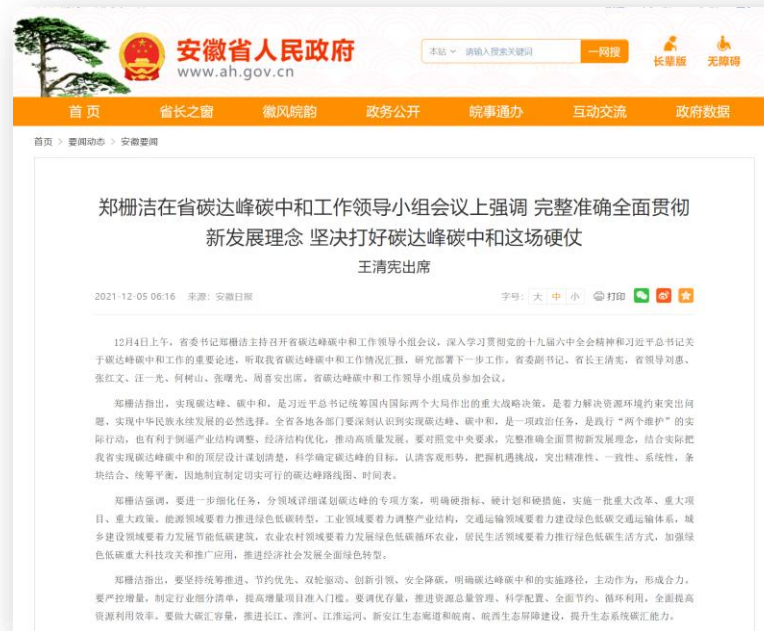 安徽省人民政府
www.ah.gov.cn
本站
请输入搜索关键词
一网搜
长辈版
无障碍
首页
省长之窗
徽风皖韵
政务公开
皖事通办
互动交流
政府数据
首页 > 要闻动态 > 安徽要闻
郑栅洁在省碳达峰碳中和工作领导小组会议上强调 完整准确全面贯彻
新发展理念 坚决打好碳达峰碳中和这场硬仗
王清宪出席
2021-12-05 06:16 来源：安徽日报
字号：大 中 小 打印
12月4日上午，省委书记郑栅洁主持召开省碳达峰碳中和工作领导小组会议，深入学习贯彻党的十九届六中全会精神和习近平总书记关
于碳达峰碳中和工作的重要论述，听取我省碳达峰碳中和工作情况汇报，研究部署下一步工作。省委副书记、省长王清宪，省领导刘惠、
张红文、汪一光、何树山、张曙光、周喜安出席。省碳达峰碳中和工作领导小组成员参加会议。
郑栅洁指出，实现碳达峰、碳中和，是习近平总书记统筹国内国际两个大局作出的重大战略决策，是着力解决资源环境约束突出问
题、实现中华民族永续发展的必然选择。全省各地各部门要深刻认识到实现碳达峰、碳中和，是一项政治任务，是践行“两个维护”的实
际行动，也有利于倒逼产业结构调整、经济结构优化，推动高质量发展，要对照党中央要求，完整准确全面贯彻新发展理念，结合实际把
我省实现碳达峰碳中和的顶层设计谋划清楚，科学确定碳达峰的目标，认清客观形势，把握机遇挑战，突出精准性、一致性、系统性，条
块结合、统筹平衡，因地制宜制定切实可行的碳达峰路线图、时间表。
郑栅洁强调，要进一步细化任务，分领域详细谋划碳达峰的专项方案，明确硬指标、硬计划和硬措施，实施一批重大改革、重大项
目、重大政策。能源领域要着力推进绿色低碳转型，工业领域要着力调整产业结构，交通运输领域要着力建设绿色低碳交通运输体系，城
乡建设领域要着力发展节能低碳建筑，农业农村领域要着力发展绿色低碳循环农业，居民生活领域要着力推行绿色低碳生活方式，加强绿
色低碳重大科技攻关和推广应用，推进经济社会发展全面绿色转型。
郑栅洁指出，要坚持统筹推进、节约优先、双轮驱动、创新引领、安全降碳，明确碳达峰碳中和的实施路径，主动作为，形成合力。
要严控增量，制定行业细分清单，提高增量项目准入门槛。要调优存量，推进资源总量管理、科学配置、全面节约、循环利用，全面提高
资源利用效率。要做大碳汇容量，推进长江、淮河、江淮运河、新安江生态廊道和皖南、皖西生态屏障建设，提升生态系统碳汇能力。